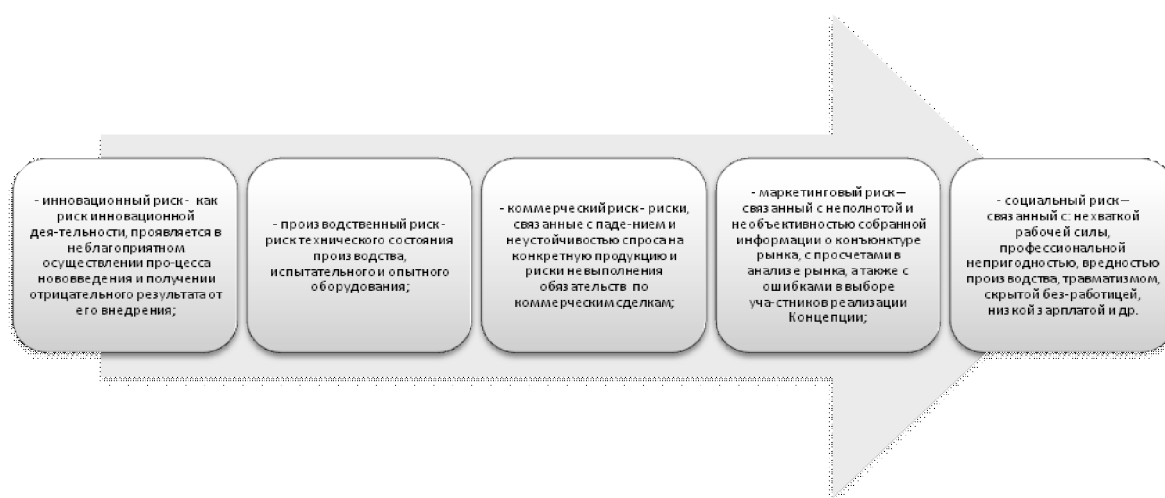 - инновационный риск - как
риск инновационной
дея-тельности, проявляется в
неблагоприятном
осуществлении про-цесса
нововведения и получении
отрицательного результата от
его внедрения;
- производственный риск -
риск технического состояния
производства,
испытательного и опытного
оборудования;
- коммерческий риск - риски,
связанные с паде-нием и
неустойчивостью спроса на
конкретную продукцию и
риски невыполнения
обязательств по
коммерческим сделкам;
- маркетинговый риск –
связанный с неполнотой и
необъективностью собранной
информации о конъюнктуре
рынка, с просчетами в
анализе рынка, а также с
ошибками в выборе
уча-стников реализации
Концепции;
- социальный риск –
связанный с: нехваткой
рабочей силы,
профессиональной
непригодностью, вредностью
производства, травматизмом,
скрытой без-работицей,
низкой зарплатой и др.